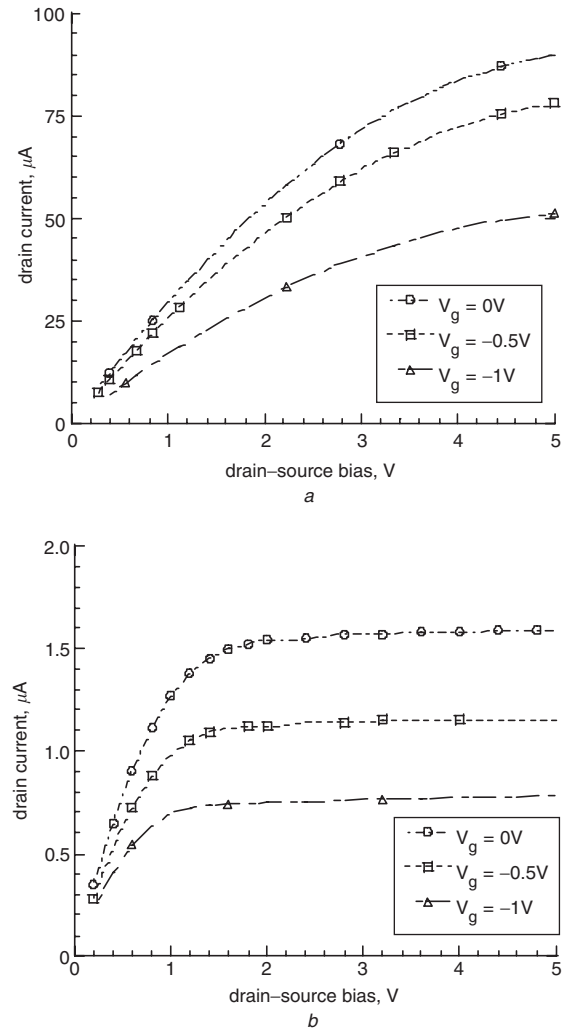 100
75
50
25
0
drain current, μA
0 1 2 3 4 5
drain–source bias, V
a
V_g = 0V
V_g = –0.5V
V_g = –1V
2.0
1.5
1.0
0.5
0
drain current, μA
0 1 2 3 4 5
drain–source bias, V
b
V_g = 0V
V_g = –0.5V
V_g = –1V